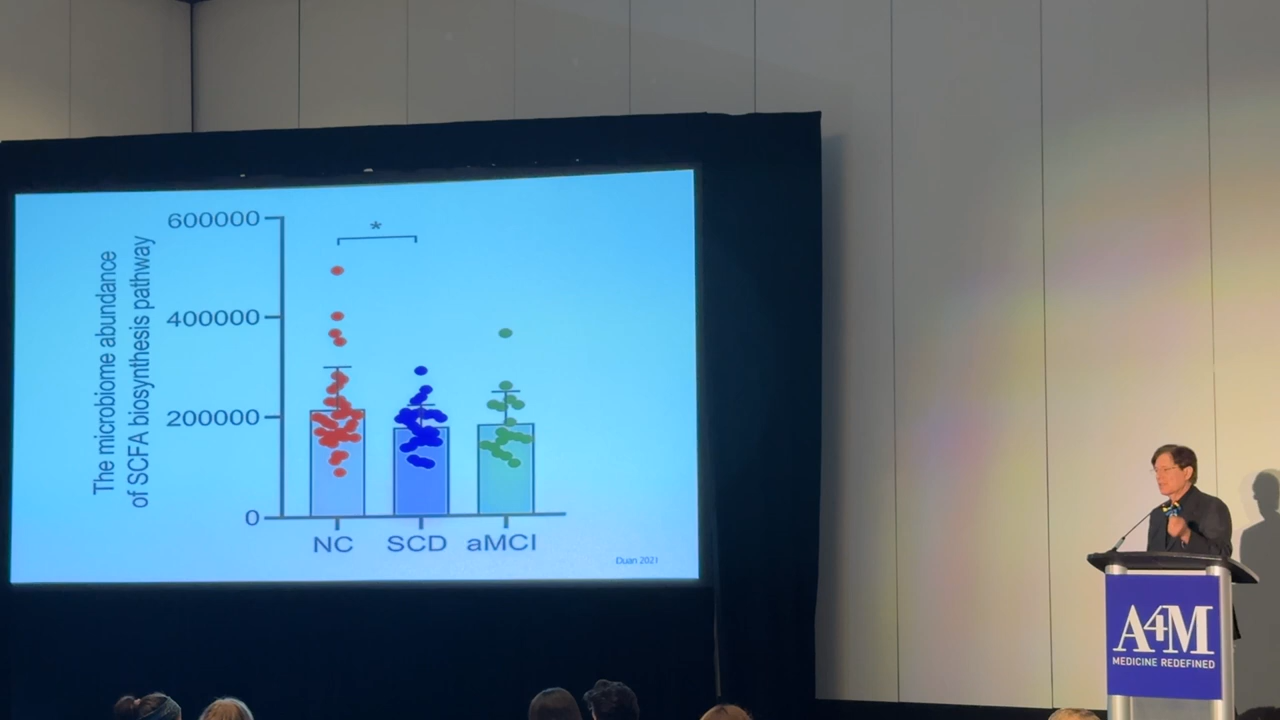 The microbiome abundance
of SCFA biosynthesis pathway
600000
400000
200000
0
*
NC SCD aMCI
Duan 2021
A4M
MEDICINE REDEFINED